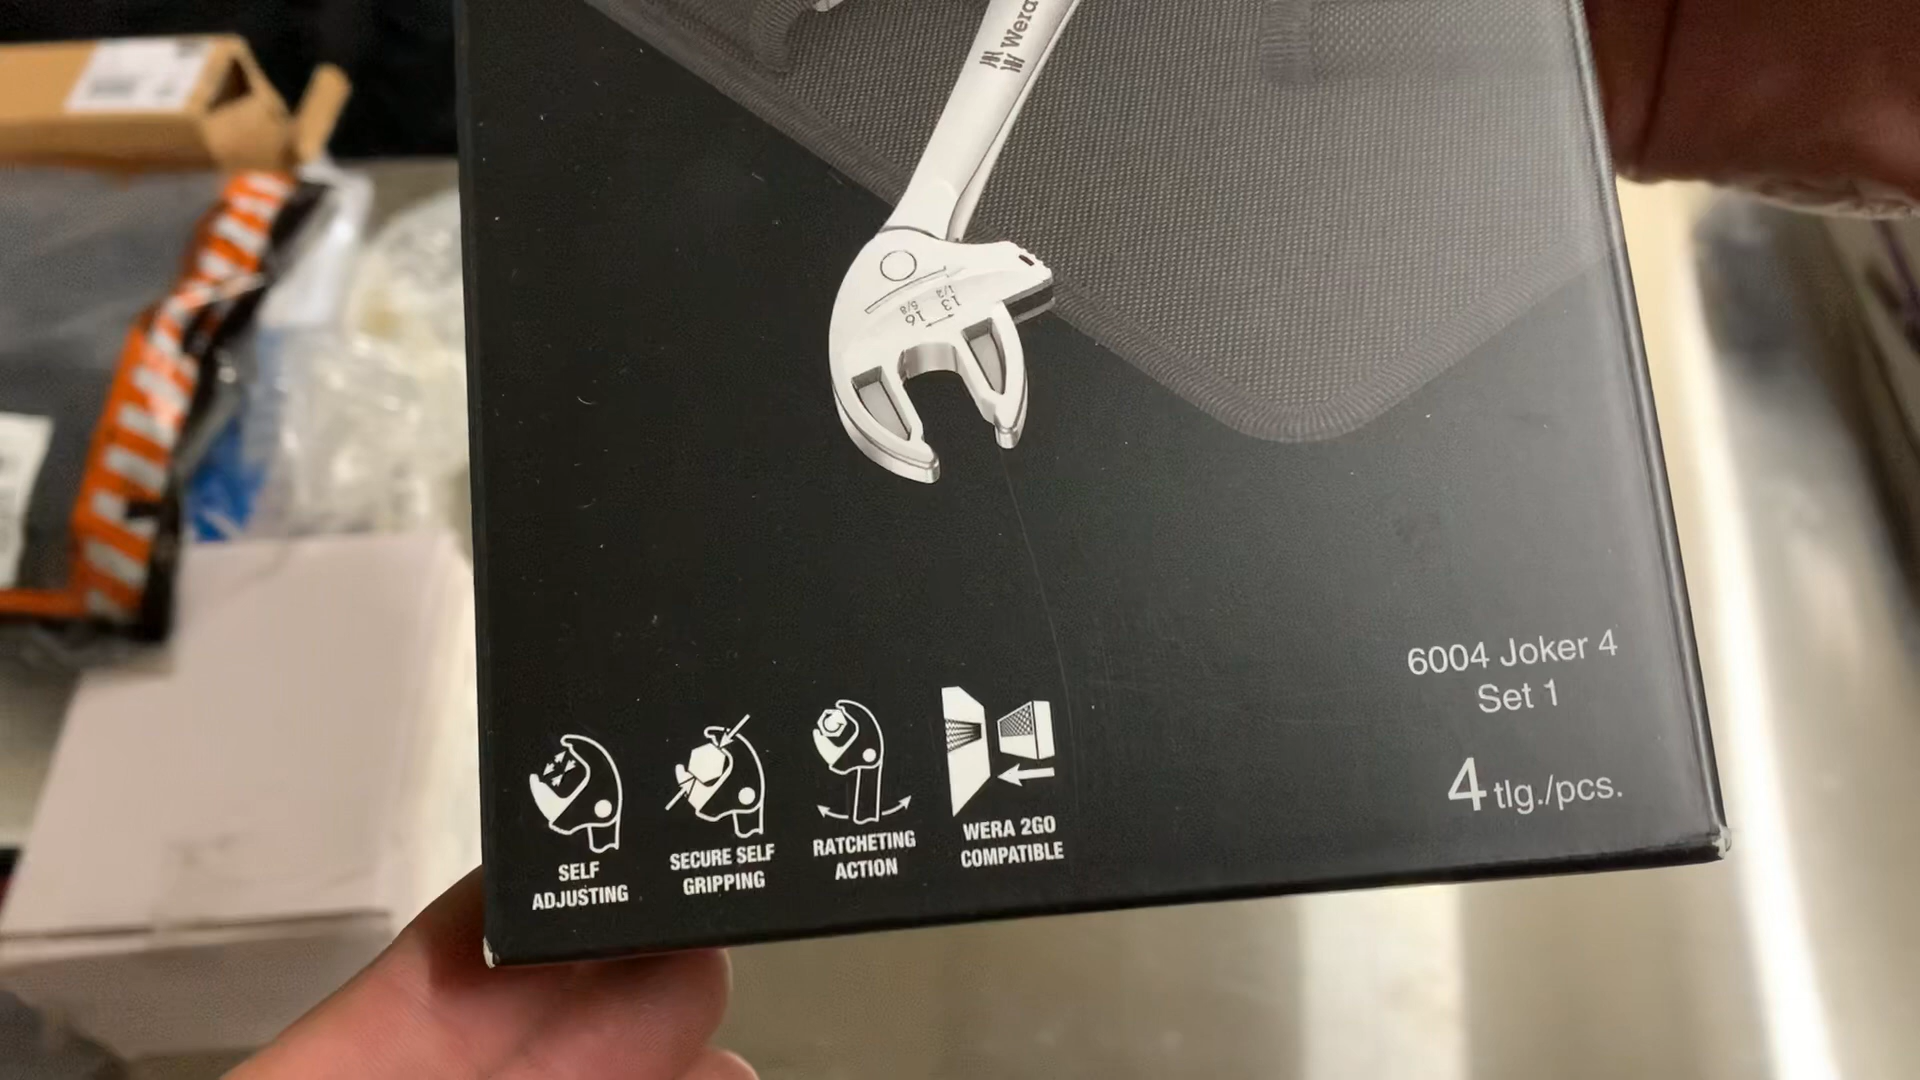 Wera
13
1/2
16
5/8
6004 Joker 4
Set 1
4 tlg./pcs.
SELF
ADJUSTING
SECURE SELF
GRIPPING
RATCHETING
ACTION
WERA 2GO
COMPATIBLE